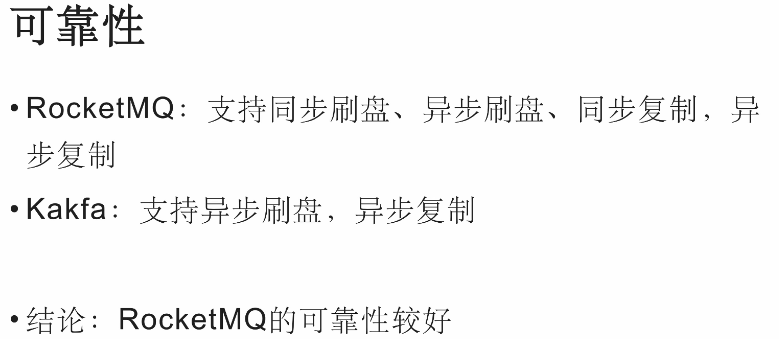 可靠性
•RocketMQ：支持同步刷盘、异步刷盘、同步复制，异
步复制
•Kakfa：支持异步刷盘，异步复制
•结论：RocketMQ的可靠性较好